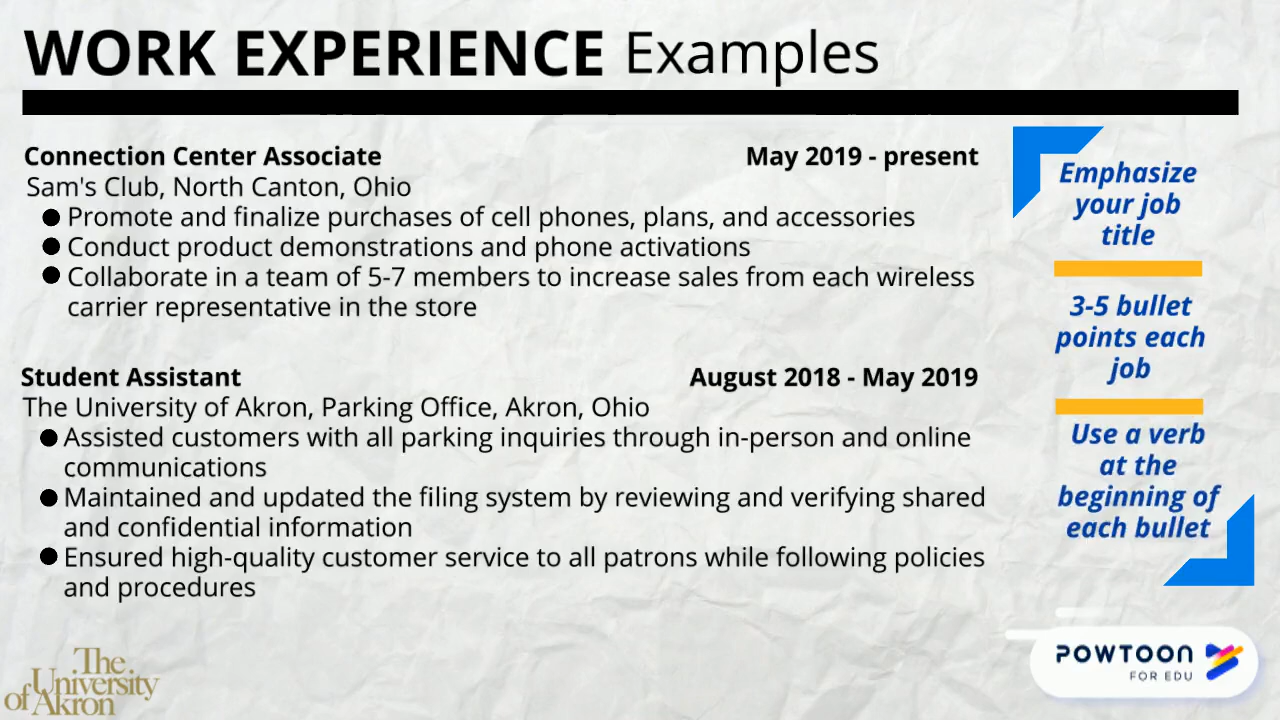 WORK EXPERIENCE Examples
Connection Center Associate May 2019 - present
Sam's Club, North Canton, Ohio
● Promote and finalize purchases of cell phones, plans, and accessories
● Conduct product demonstrations and phone activations
● Collaborate in a team of 5-7 members to increase sales from each wireless
carrier representative in the store
Student Assistant August 2018 - May 2019
The University of Akron, Parking Office, Akron, Ohio
● Assisted customers with all parking inquiries through in-person and online
communications
● Maintained and updated the filing system by reviewing and verifying shared
and confidential information
● Ensured high-quality customer service to all patrons while following policies
and procedures
Emphasize
your job
title
3-5 bullet
points each
job
Use a verb
at the
beginning of
each bullet
The
University
of Akron
POWTOON
FOR EDU